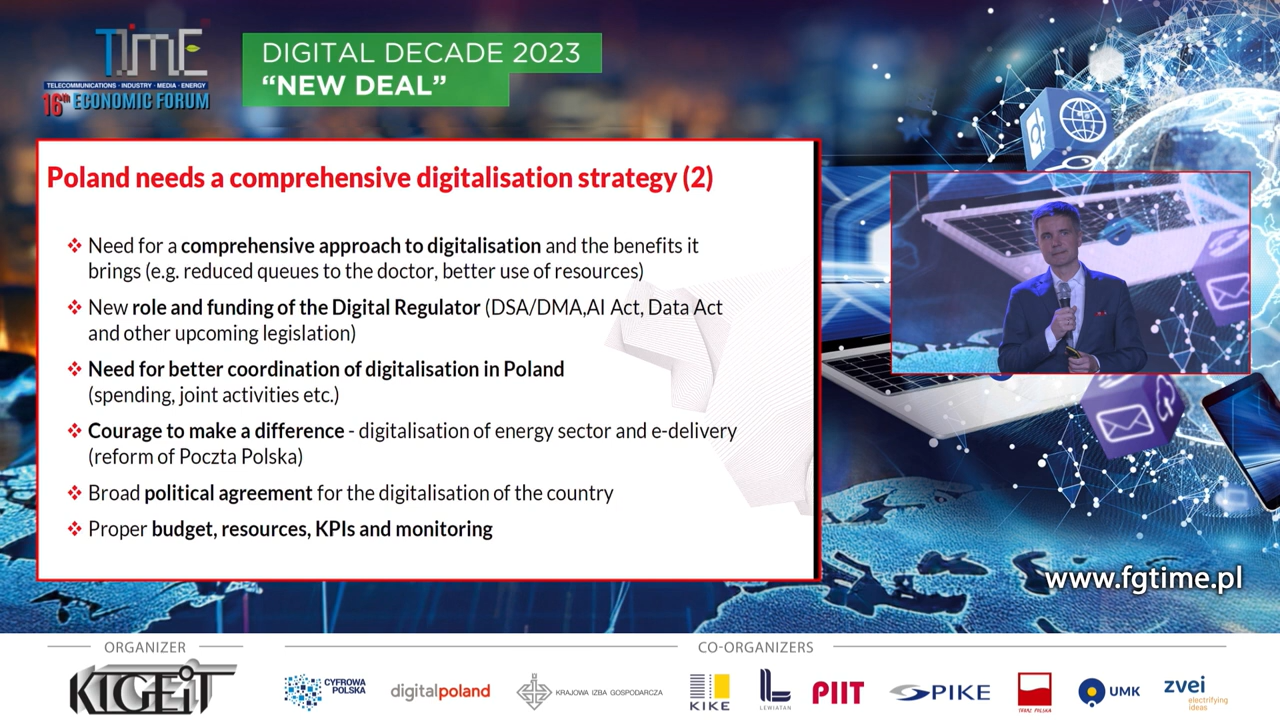 TIME
TELECOMMUNICATIONS · INDUSTRY · MEDIA · ENERGY
16th ECONOMIC FORUM
DIGITAL DECADE 2023
“NEW DEAL”
Poland needs a comprehensive digitalisation strategy (2)
Need for a comprehensive approach to digitalisation and the benefits it
brings (e.g. reduced queues to the doctor, better use of resources)
New role and funding of the Digital Regulator (DSA/DMA,AI Act, Data Act
and other upcoming legislation)
Need for better coordination of digitalisation in Poland
(spending, joint activities etc.)
Courage to make a difference - digitalisation of energy sector and e-delivery
(reform of Poczta Polska)
Broad political agreement for the digitalisation of the country
Proper budget, resources, KPIs and monitoring
www.fgtime.pl
ORGANIZER
CO-ORGANIZERS
KIGEiT
CYFROWA
POLSKA
digitalpoland
KRAJOWA IZBA GOSPODARCZA
KIKE
LEWIATAN
PIIT
PIKE
UMK
zvei
electrifying
ideas